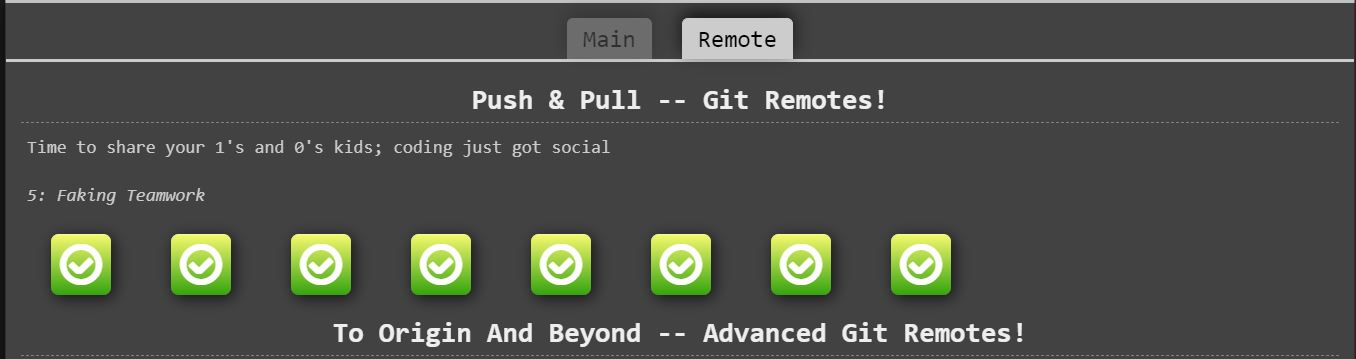 Main Remote
Push & Pull -- Git Remotes!
Time to share your 1's and 0's kids; coding just got social
5: Faking Teamwork
To Origin And Beyond -- Advanced Git Remotes!